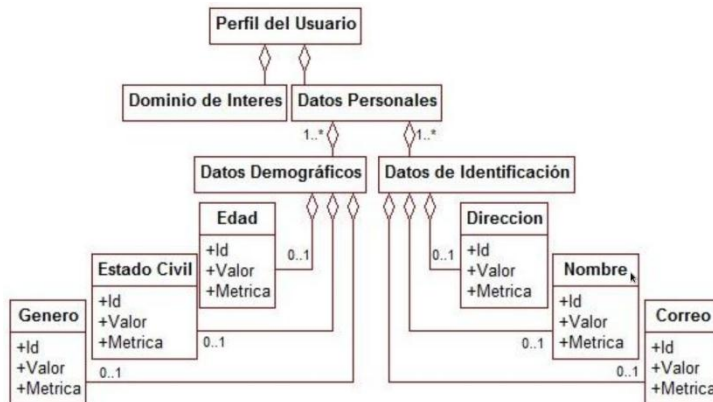 Perfil del Usuario
Dominio de Interes
Datos Personales
1..*
1..*
Datos Demográficos
Datos de Identificación
Edad
+Id
+Valor
+Metrica
0..1
Direccion
+Id
+Valor
+Metrica
0..1
Estado Civil
+Id
+Valor
+Metrica
0..1
Nombre
+Id
+Valor
+Metrica
0..1
Genero
+Id
+Valor
+Metrica
0..1
Correo
+Id
+Valor
+Metrica
0..1